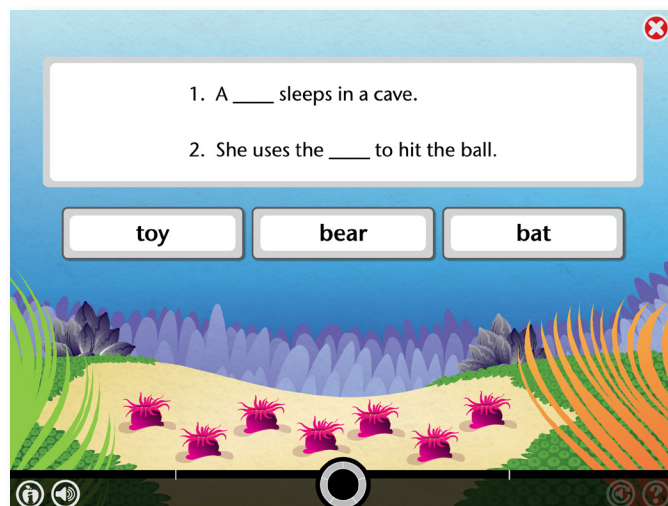 1. A ____ sleeps in a cave.
2. She uses the ____ to hit the ball.
toy
bear
bat